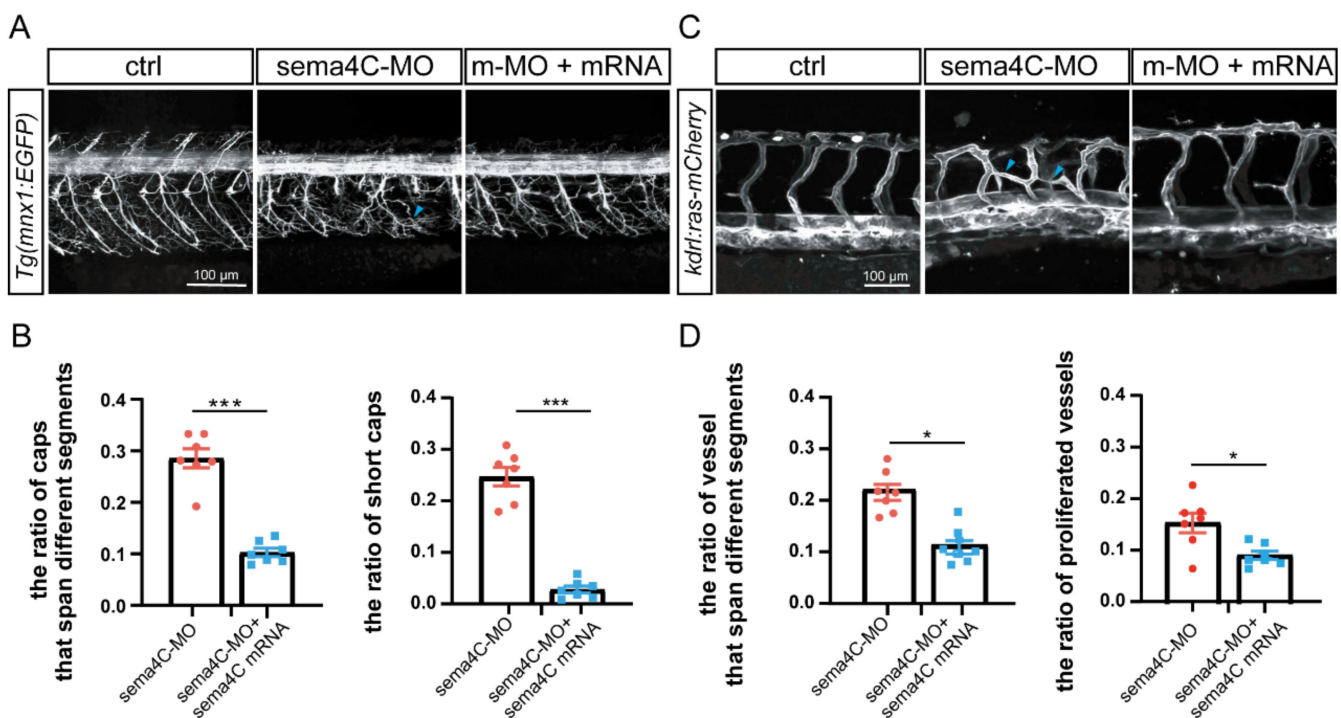 A
ctrl
sema4C-MO
m-MO + mRNA
Tg(mnx1:EGFP)
100 μm
C
ctrl
sema4C-MO
m-MO + mRNA
kdrl:ras-mCherry
100 μm
B
the ratio of caps
that span different segments
0.4
0.3
0.2
0.1
0.0
***
sema4C-MO
sema4C-MO+
sema4C mRNA
the ratio of short caps
0.4
0.3
0.2
0.1
0.0
***
sema4C-MO
sema4C-MO+
sema4C mRNA
D
the ratio of vessel
that span different segments
0.4
0.3
0.2
0.1
0.0
*
sema4C-MO
sema4C-MO+
sema4C mRNA
the ratio of proliferated vessels
0.4
0.3
0.2
0.1
0.0
*
sema4C-MO
sema4C-MO+
sema4C mRNA